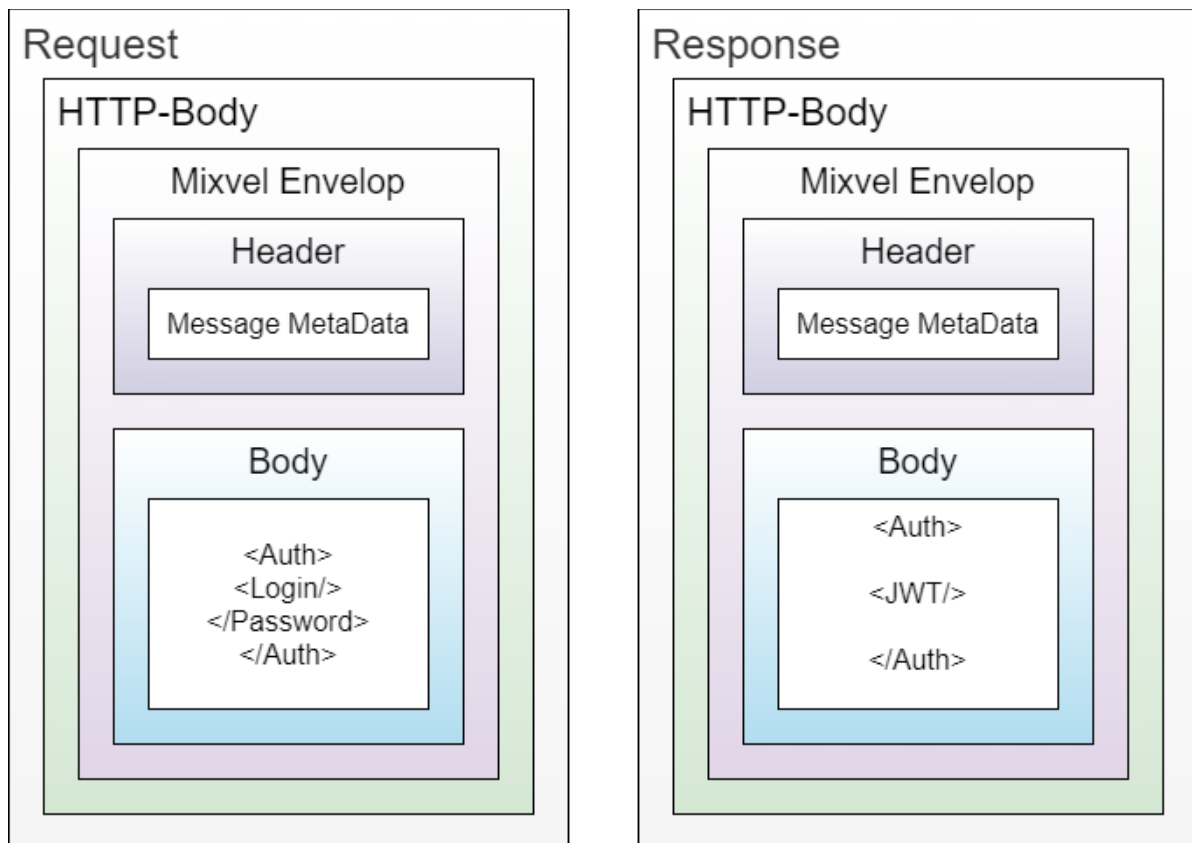 Request
HTTP-Body
Mixvel Envelop
Header
Message MetaData
Body
<Auth>
<Login/>
</Password>
</Auth>
Response
HTTP-Body
Mixvel Envelop
Header
Message MetaData
Body
<Auth>
<JWT/>
</Auth>